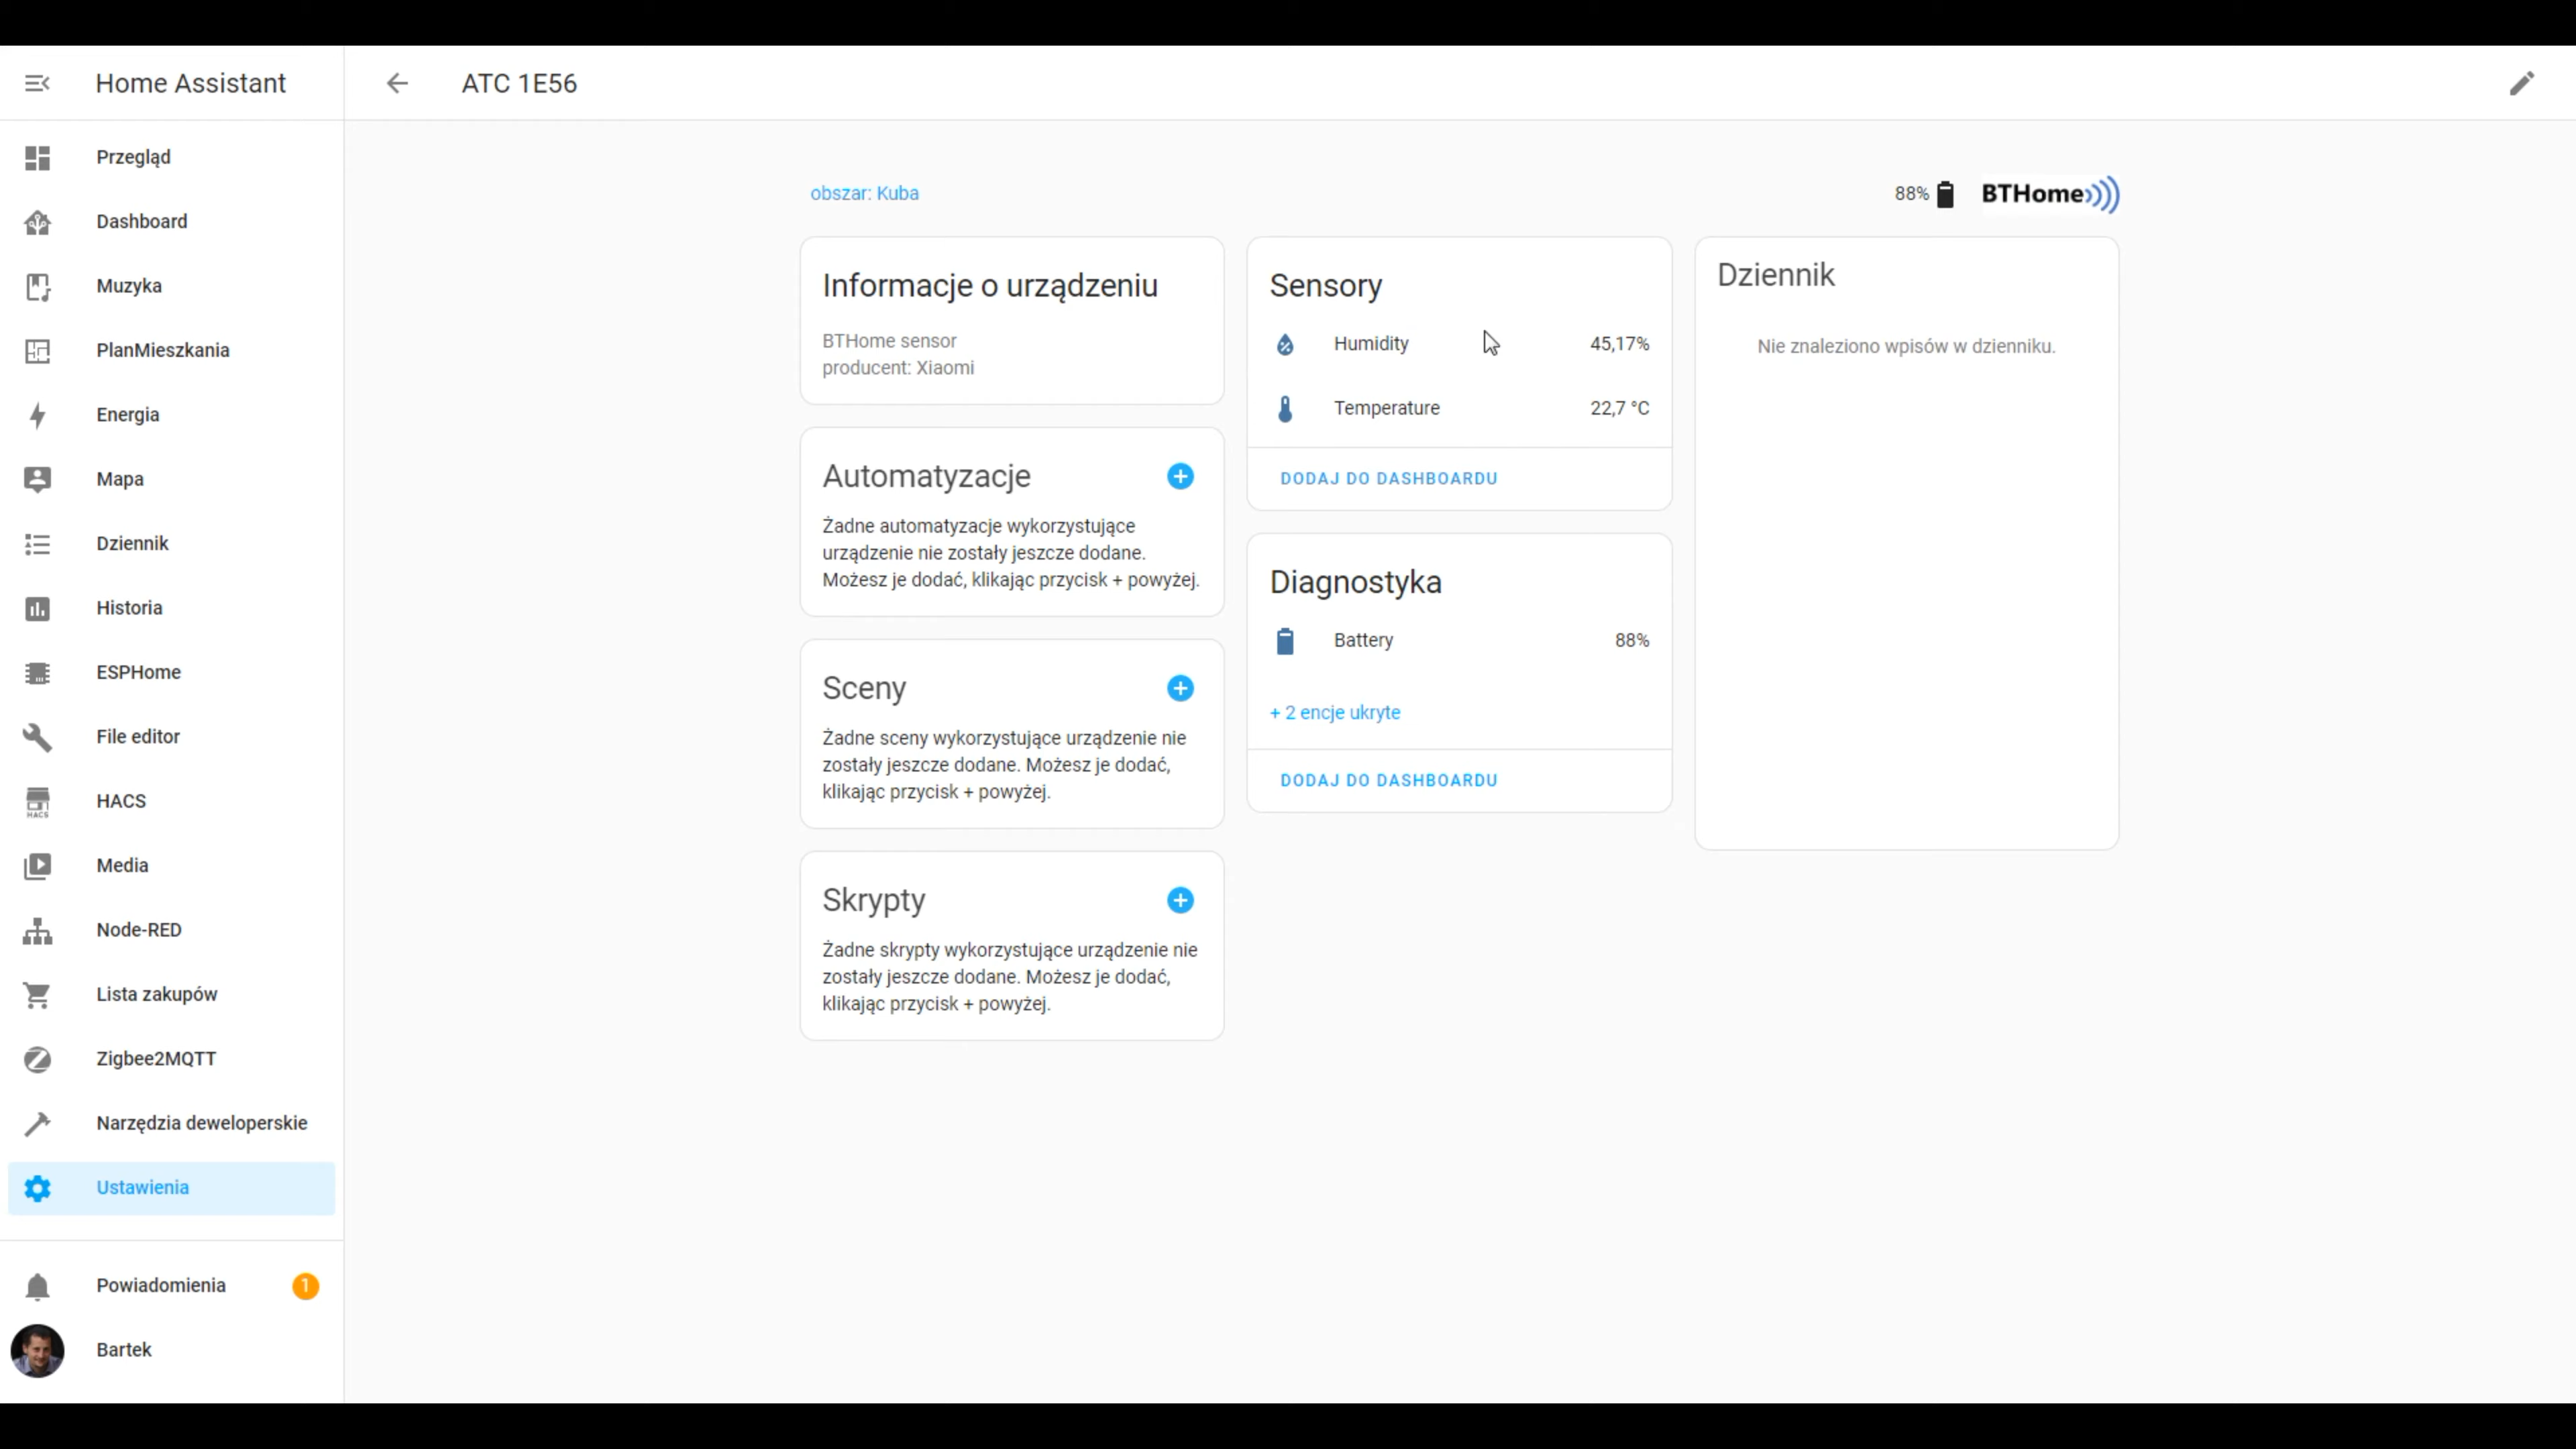 Home Assistant
ATC 1E56
Przegląd
Dashboard
Muzyka
PlanMieszkania
Energia
Mapa
Dziennik
Historia
ESPHome
File editor
HACS
HACS
Media
Node-RED
Lista zakupów
Zigbee2MQTT
Narzędzia deweloperskie
Ustawienia
Powiadomienia 1
Bartek
obszar: Kuba
88%
BTHome
Informacje o urządzeniu
BTHome sensor
producent: Xiaomi
Automatyzacje
Żadne automatyzacje wykorzystujące
urządzenie nie zostały jeszcze dodane.
Możesz je dodać, klikając przycisk + powyżej.
Sceny
Żadne sceny wykorzystujące urządzenie nie
zostały jeszcze dodane. Możesz je dodać,
klikając przycisk + powyżej.
Skrypty
Żadne skrypty wykorzystujące urządzenie nie
zostały jeszcze dodane. Możesz je dodać,
klikając przycisk + powyżej.
Sensory
Humidity 45,17%
Temperature 22,7 °C
DODAJ DO DASHBOARDU
Diagnostyka
Battery 88%
+ 2 encje ukryte
DODAJ DO DASHBOARDU
Dziennik
Nie znaleziono wpisów w dzienniku.